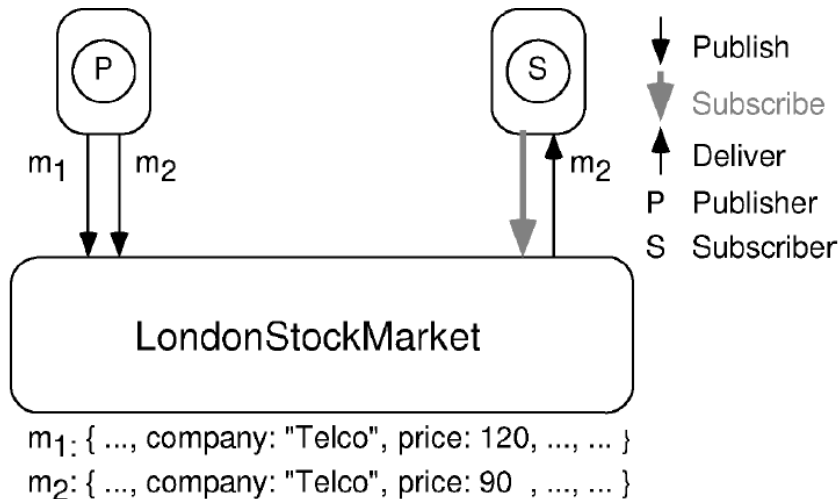 P
S
Publish
Subscribe
m1
m2
m2
Deliver
P Publisher
S Subscriber
LondonStockMarket
m1: { ..., company: "Telco", price: 120, ..., ... }
m2: { ..., company: "Telco", price: 90 , ..., ... }